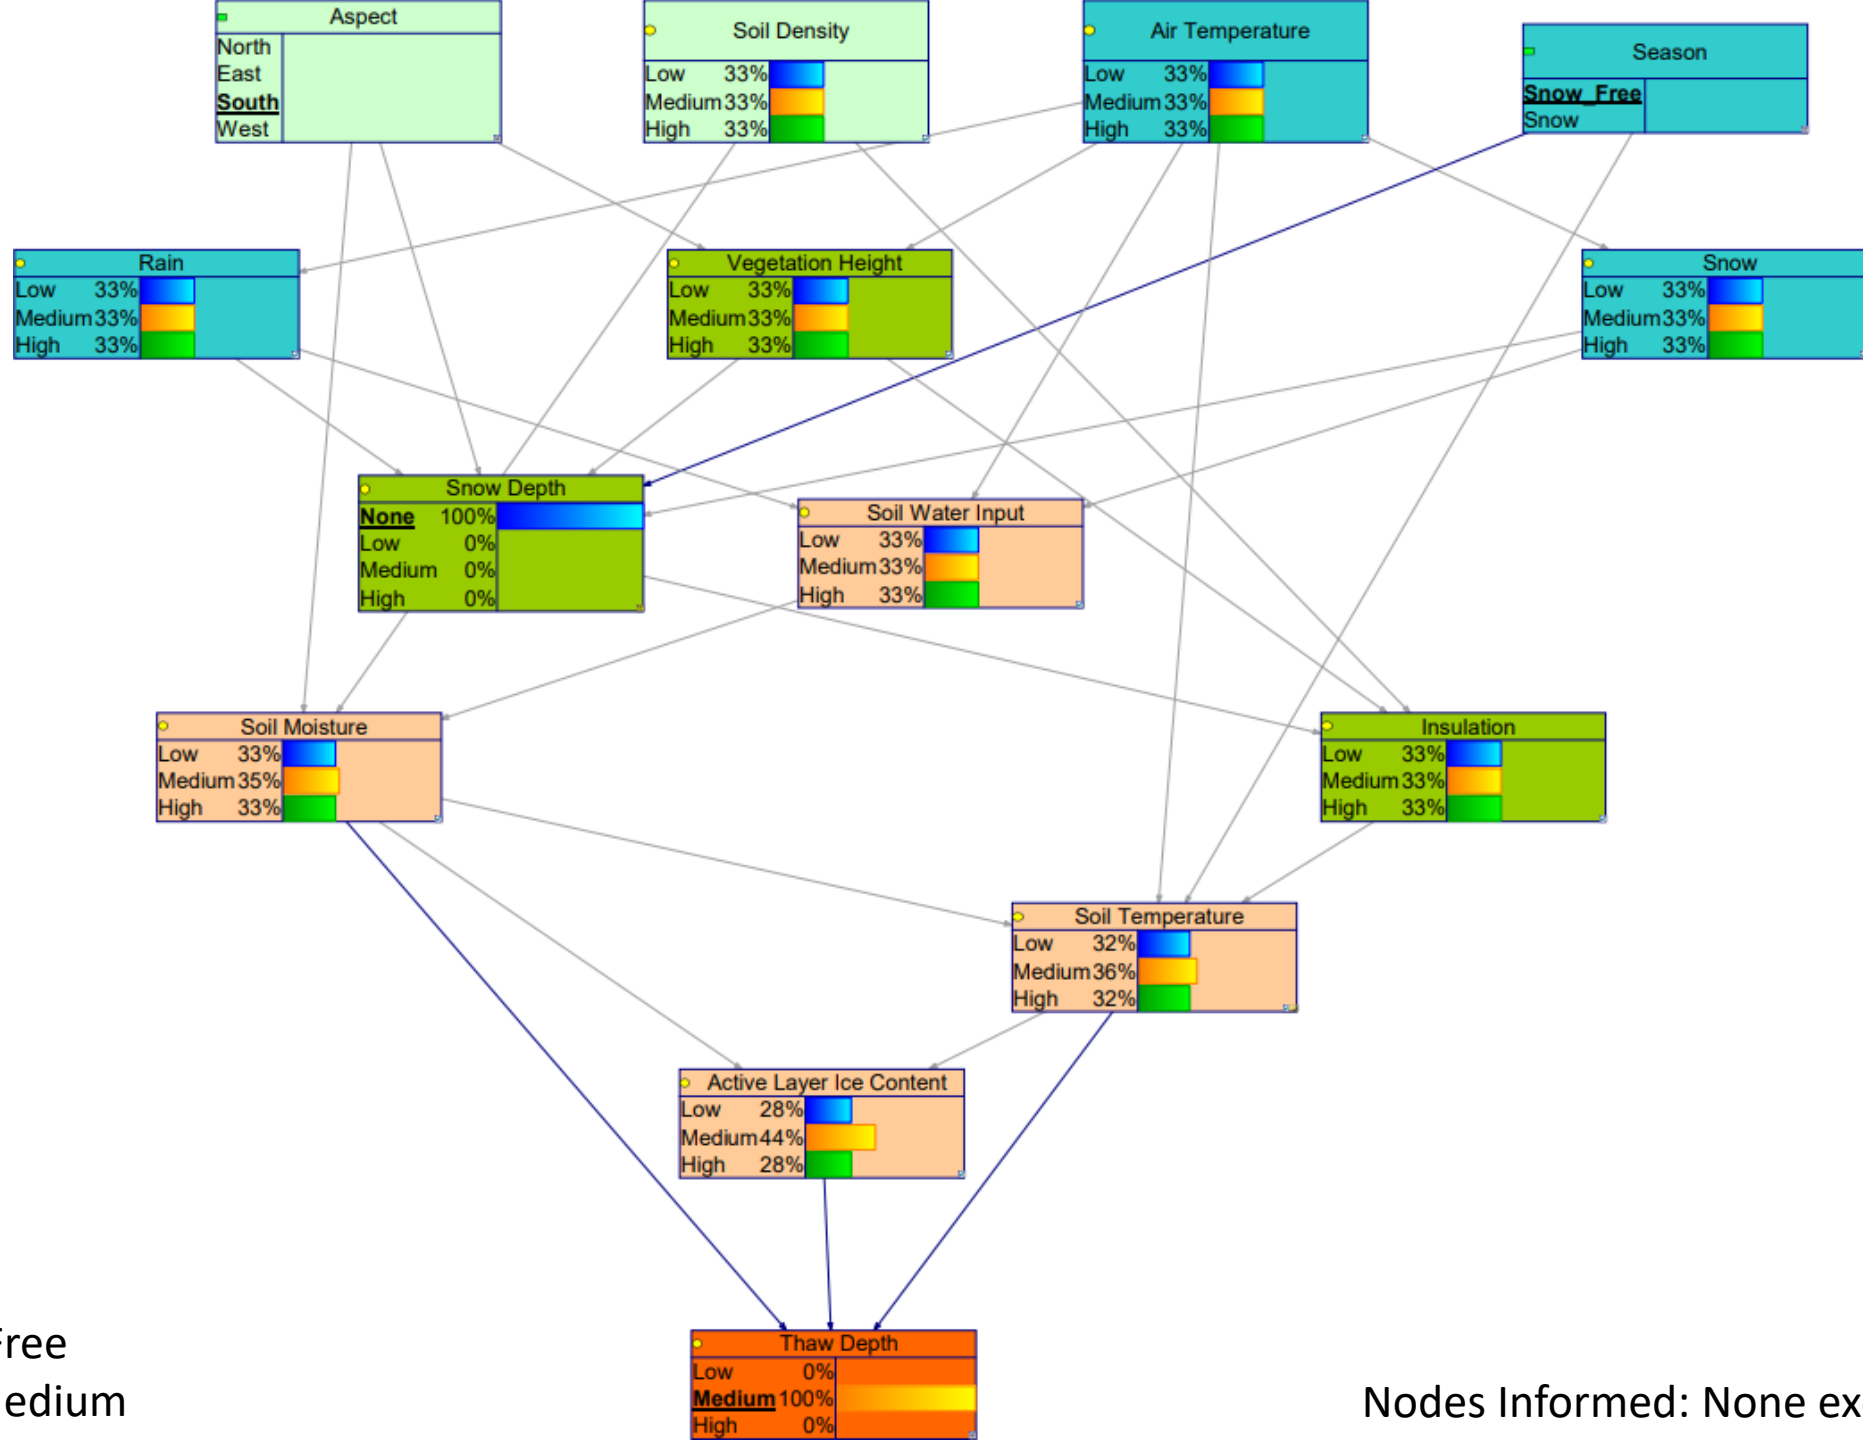 Aspect
North
East
South
West
Soil Density
Low 33%
Medium 33%
High 33%
Air Temperature
Low 33%
Medium 33%
High 33%
Season
Snow_Free
Snow
Rain
Low 33%
Medium 33%
High 33%
Vegetation Height
Low 33%
Medium 33%
High 33%
Snow
Low 33%
Medium 33%
High 33%
Snow Depth
None 100%
Low 0%
Medium 0%
High 0%
Soil Water Input
Low 33%
Medium 33%
High 33%
Soil Moisture
Low 33%
Medium 35%
High 33%
Insulation
Low 33%
Medium 33%
High 33%
Soil Temperature
Low 32%
Medium 36%
High 32%
Active Layer Ice Content
Low 28%
Medium 44%
High 28%
Thaw Depth
Low 0%
Medium 100%
High 0%
Free
edium
Nodes Informed: None ex